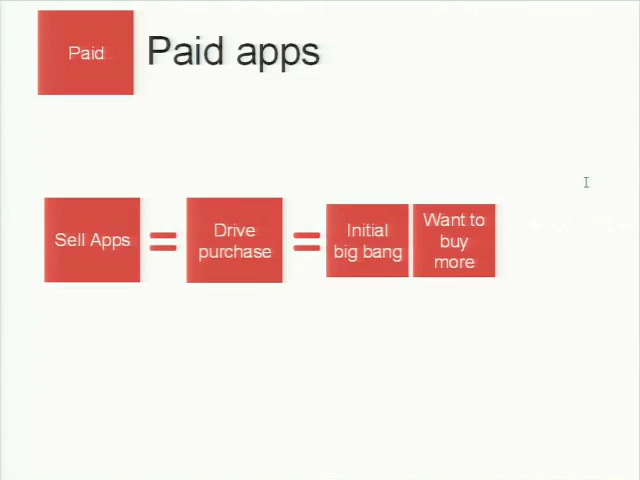 Paid
Paid apps
Sell Apps
=
Drive
purchase
=
Initial
big bang
Want to
buy
more